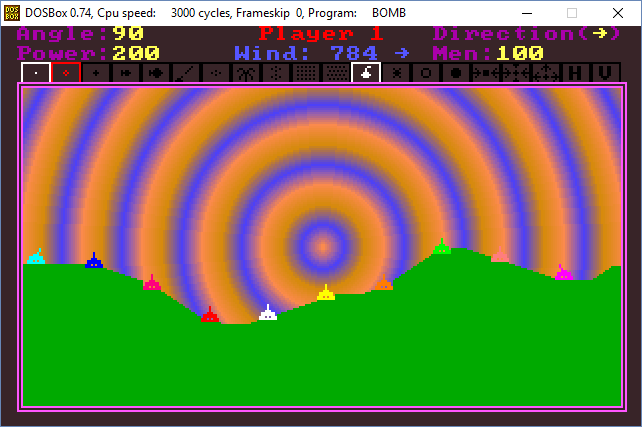 DOSBox 0.74, Cpu speed: 3000 cycles, Frameskip 0, Program: BOMB
Angle:90 Player 1 Direction(→)
Power:200 Wind: 784 → Men:100
H V